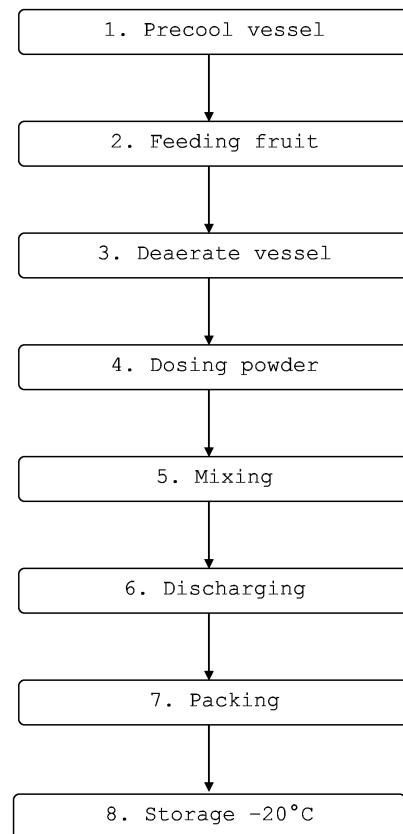 1. Precool vessel
2. Feeding fruit
3. Deaerate vessel
4. Dosing powder
5. Mixing
6. Discharging
7. Packing
8. Storage −20°C